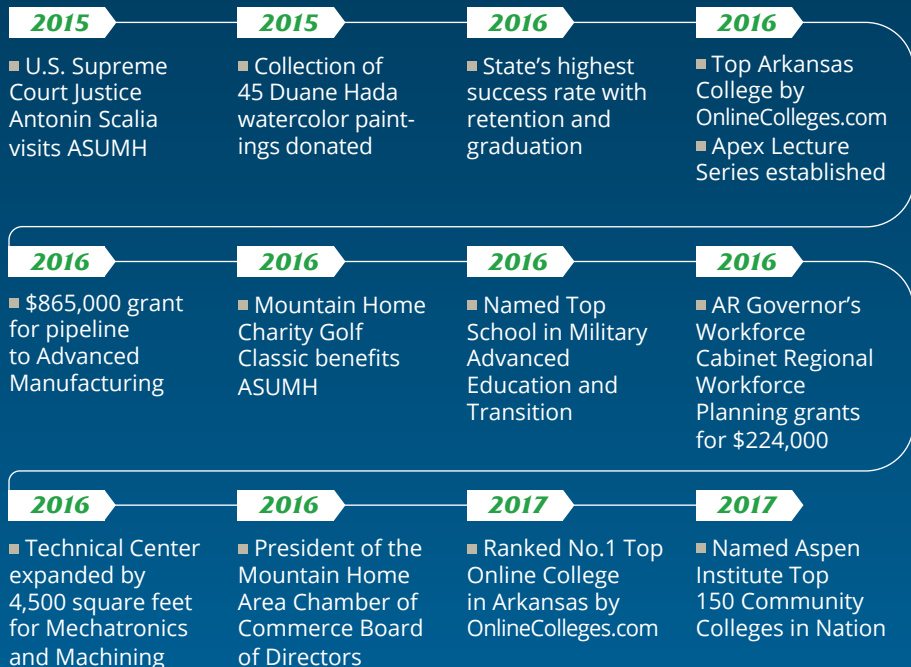 2015
■ U.S. Supreme
Court Justice
Antonin Scalia
visits ASUMH
2015
■ Collection of
45 Duane Hada
watercolor paint-
ings donated
2016
■ State's highest
success rate with
retention and
graduation
2016
■ Top Arkansas
College by
OnlineColleges.com
■ Apex Lecture
Series established
2016
■ $865,000 grant
for pipeline
to Advanced
Manufacturing
2016
■ Mountain Home
Charity Golf
Classic benefits
ASUMH
2016
■ Named Top
School in Military
Advanced
Education and
Transition
2016
■ AR Governor's
Workforce
Cabinet Regional
Workforce
Planning grants
for $224,000
2016
■ Technical Center
expanded by
4,500 square feet
for Mechatronics
and Machining
2016
■ President of the
Mountain Home
Area Chamber of
Commerce Board
of Directors
2017
■ Ranked No.1 Top
Online College
in Arkansas by
OnlineColleges.com
2017
■ Named Aspen
Institute Top
150 Community
Colleges in Nation